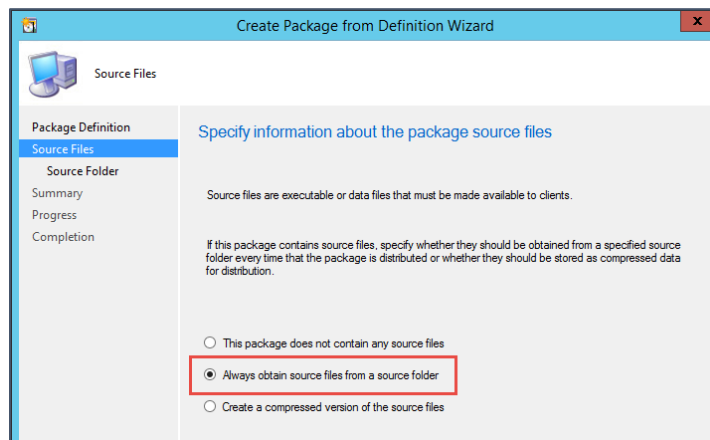 Create Package from Definition Wizard
x
Source Files
Package Definition
Source Files
Source Folder
Summary
Progress
Completion
Specify information about the package source files
Source files are executable or data files that must be made available to clients.
If this package contains source files, specify whether they should be obtained from a specified source
folder every time that the package is distributed or whether they should be stored as compressed data
for distribution.
This package does not contain any source files
Always obtain source files from a source folder
Create a compressed version of the source files